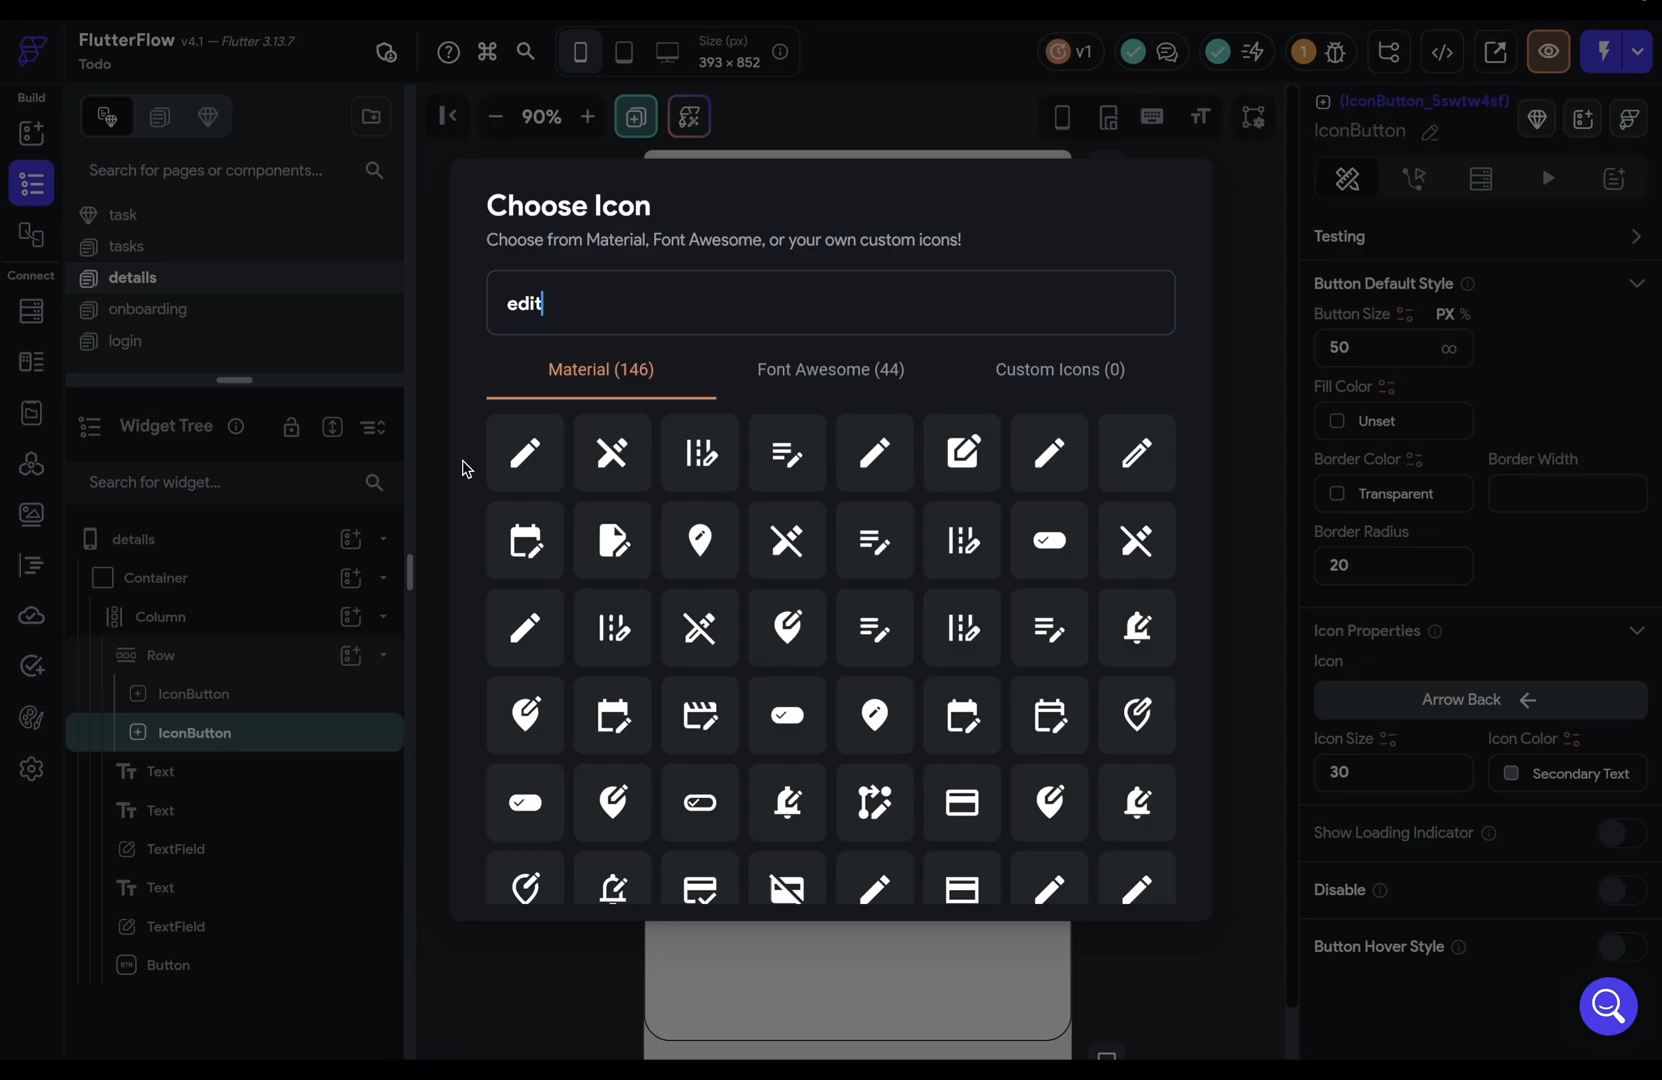 FlutterFlow v4.1 — Flutter 3.13.7
Todo
Size (px)
393 × 852
v1
1
Build
Connect
Search for pages or components...
task
tasks
details
onboarding
login
Widget Tree
Search for widget...
details
Container
Column
Row
IconButton
IconButton
Text
Text
TextField
Text
TextField
Button
BTN
90%
Choose Icon
Choose from Material, Font Awesome, or your own custom icons!
edit
Material (146)
Font Awesome (44)
Custom Icons (0)
(IconButton_5swtw4sf)
IconButton
Testing
Button Default Style
Button Size
PX %
50
Fill Color
Unset
Border Color
Border Width
Transparent
Border Radius
20
Icon Properties
Icon
Arrow Back
Icon Size
Icon Color
30
Secondary Text
Show Loading Indicator
Disable
Button Hover Style